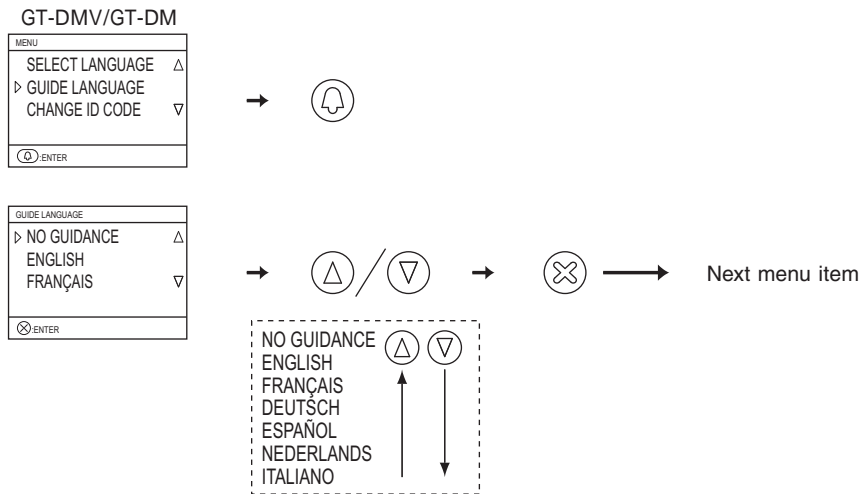 GT-DMV/GT-DM
MENU
SELECT LANGUAGE
GUIDE LANGUAGE
CHANGE ID CODE
:ENTER
GUIDE LANGUAGE
NO GUIDANCE
ENGLISH
FRANÇAIS
:ENTER
Next menu item
NO GUIDANCE
ENGLISH
FRANÇAIS
DEUTSCH
ESPAÑOL
NEDERLANDS
ITALIANO